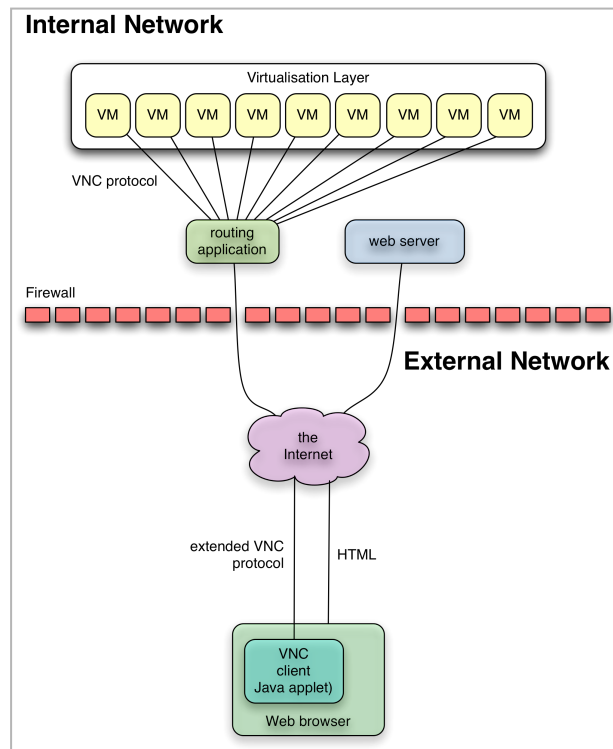 Internal Network
Virtualisation Layer
VM VM VM VM VM VM VM VM VM
VNC protocol
routing
application
web server
Firewall
External Network
the
Internet
extended VNC
protocol
HTML
VNC
client
Java applet)
Web browser